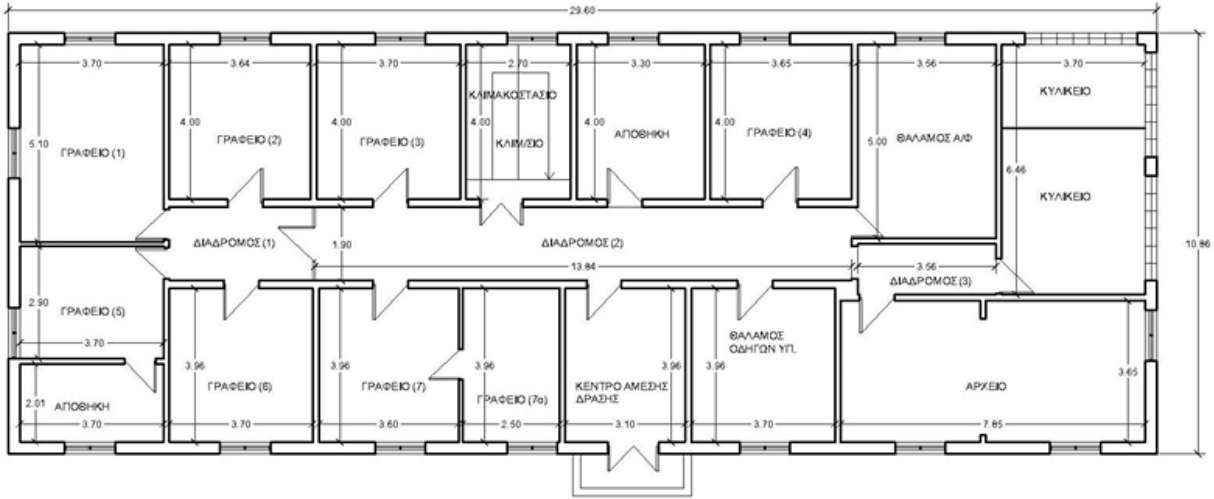 29.60
3.70
3.64
3.70
2.70
3.30
3.65
3.56
3.70
ΚΛΙΜΑΚΟΣΤΑΣΙΟ
ΚΥΛΙΚΕΙΟ
4.00
4.00
4.00
4.00
4.00
5.10
ΓΡΑΦΕΙΟ (1)
ΓΡΑΦΕΙΟ (2)
ΓΡΑΦΕΙΟ (3)
ΚΛΙΜ/ΣΙΟ
ΑΠΟΘΗΚΗ
ΓΡΑΦΕΙΟ (4)
5.00
ΘΑΛΑΜΟΣ Α/Φ
6.46
ΚΥΛΙΚΕΙΟ
ΔΙΑΔΡΟΜΟΣ (1)
1.90
ΔΙΑΔΡΟΜΟΣ (2)
10.86
13.84
3.56
ΔΙΑΔΡΟΜΟΣ (3)
2.90
ΓΡΑΦΕΙΟ (5)
3.70
ΘΑΛΑΜΟΣ
ΟΔΗΓΩΝ ΥΠ.
3.96
3.96
3.96
3.96
3.96
3.65
ΓΡΑΦΕΙΟ (6)
ΓΡΑΦΕΙΟ (7)
ΓΡΑΦΕΙΟ (7α)
ΚΕΝΤΡΟ ΑΜΕΣΗΣ
ΔΡΑΣΗΣ
ΑΡΧΕΙΟ
2.01
ΑΠΟΘΗΚΗ
3.70
3.70
3.60
2.50
3.10
3.70
7.85